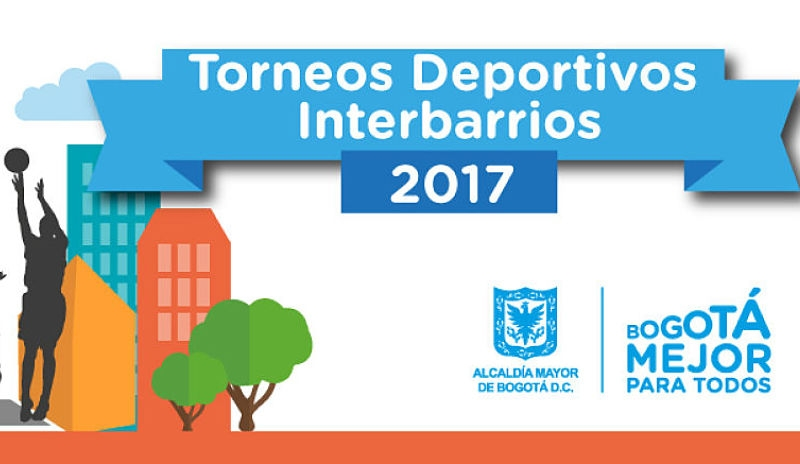 Torneos Deportivos
Interbarrios
2017
ALCALDÍA MAYOR
DE BOGOTÁ D.C.
BOGOTÁ
MEJOR
PARA TODOS